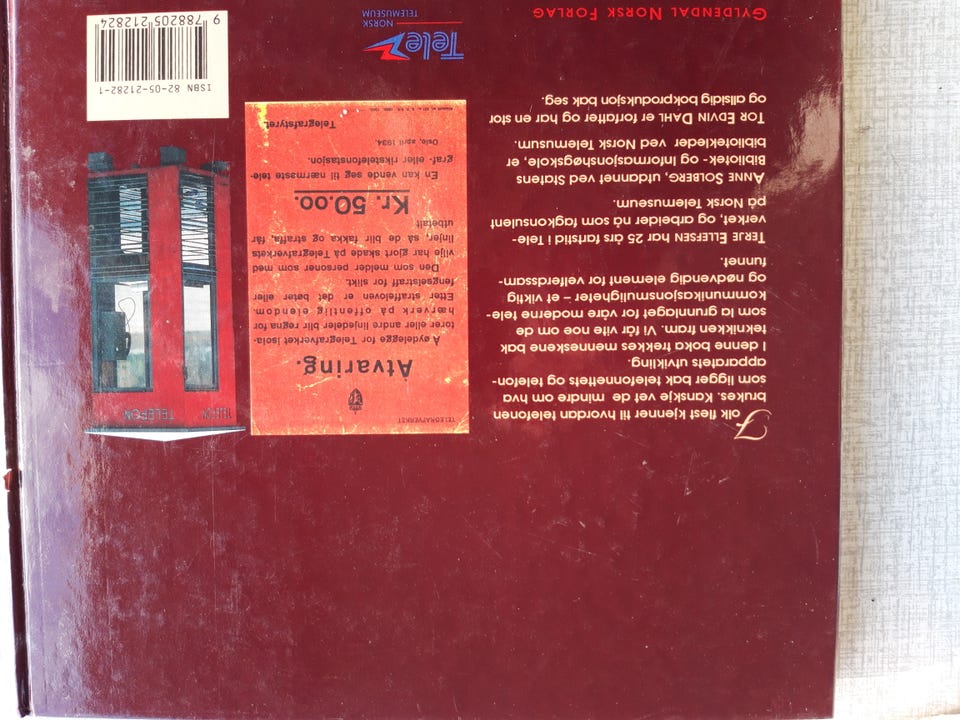 Folk flest kjenner til hvordan telefonen
brukes. Kanskje vet de mindre om hva
som ligger bak telefonnettets og telefon-
apparatets utvikling.
I denne boka trekkes menneskene bak
teknikken fram. Vi får vite noe om de
som la grunnlaget for våre moderne tele-
kommunikasjonsmuligheter – et viktig
og nødvendig element for velferdssam-
funnet.
TERJE ELLEFSEN har 25 års fartstid i Tele-
verket, og arbeider nå som fagkonsulent
på Norsk Telemuseum.
ANNE SOLBERG, utdannet ved Statens
Bibliotek- og Informasjonshøgskole, er
bibliotekleder ved Norsk Telemuseum.
TOR EDVIN DAHL er forfatter og har en stor
og allsidig bokproduksjon bak seg.
GYLDENDAL NORSK FORLAG
TELEGRAFVERKET
Åtvaring.
Å øydelegge for Telegrafverket isola-
torer eller andre linjedeler blir regna for
hærverk på offentlig eiendom.
Etter straffeloven er det bøter eller
fengselstraff for slikt.
Den som melder personer som med
vilje har gjort skade på Telegrafverkets
linjer, så de blir fakka og straffa, får
utbetalt
Kr. 50.00.
En kan vende seg til nærmaste tele-
graf- eller rikstelefonstasjon.
Oslo, april 1934.
Telegrafstyret.
TELEFON
TELEFON
Tele
NORSK
TELEMUSEUM
ISBN 82-05-21282-1
9 788205 212824